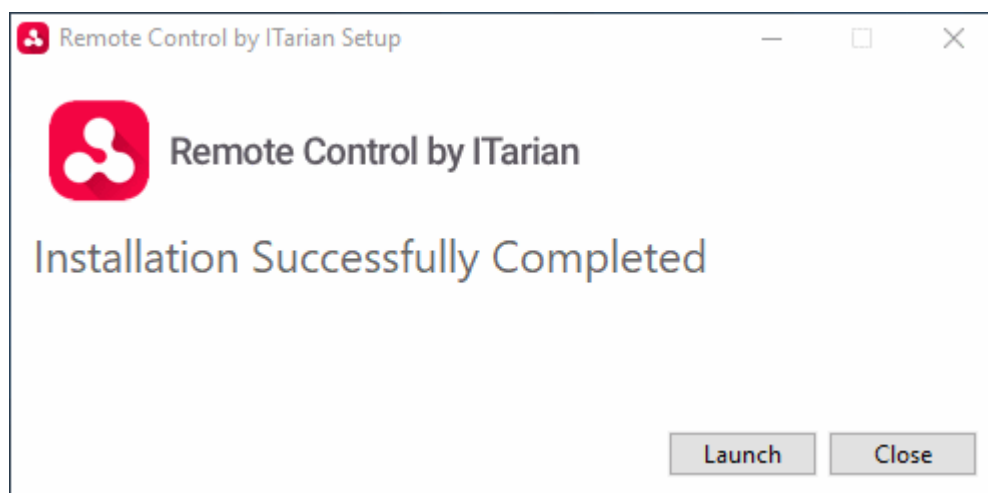 Remote Control by ITarian Setup
Remote Control by ITarian
Installation Successfully Completed
Launch Close